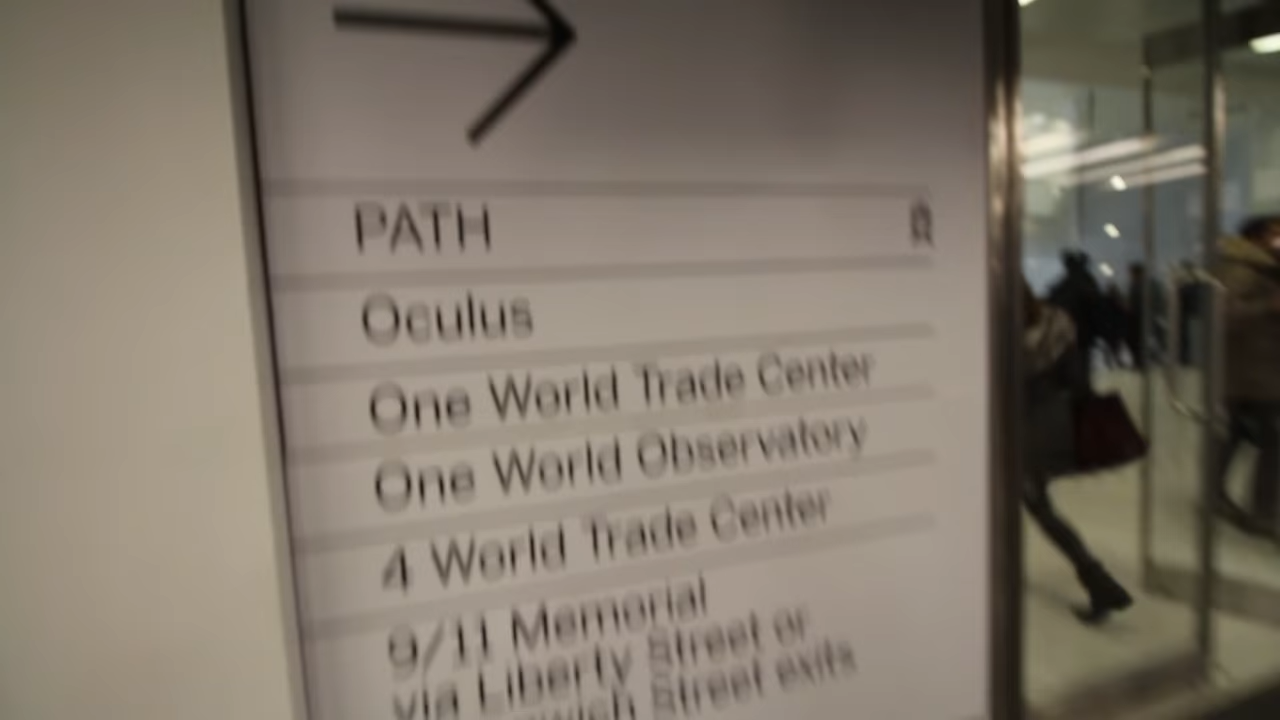 PATH
Oculus
One World Trade Center
One World Observatory
4 World Trade Center
9/11 Memorial
via Liberty Street or
Street exits